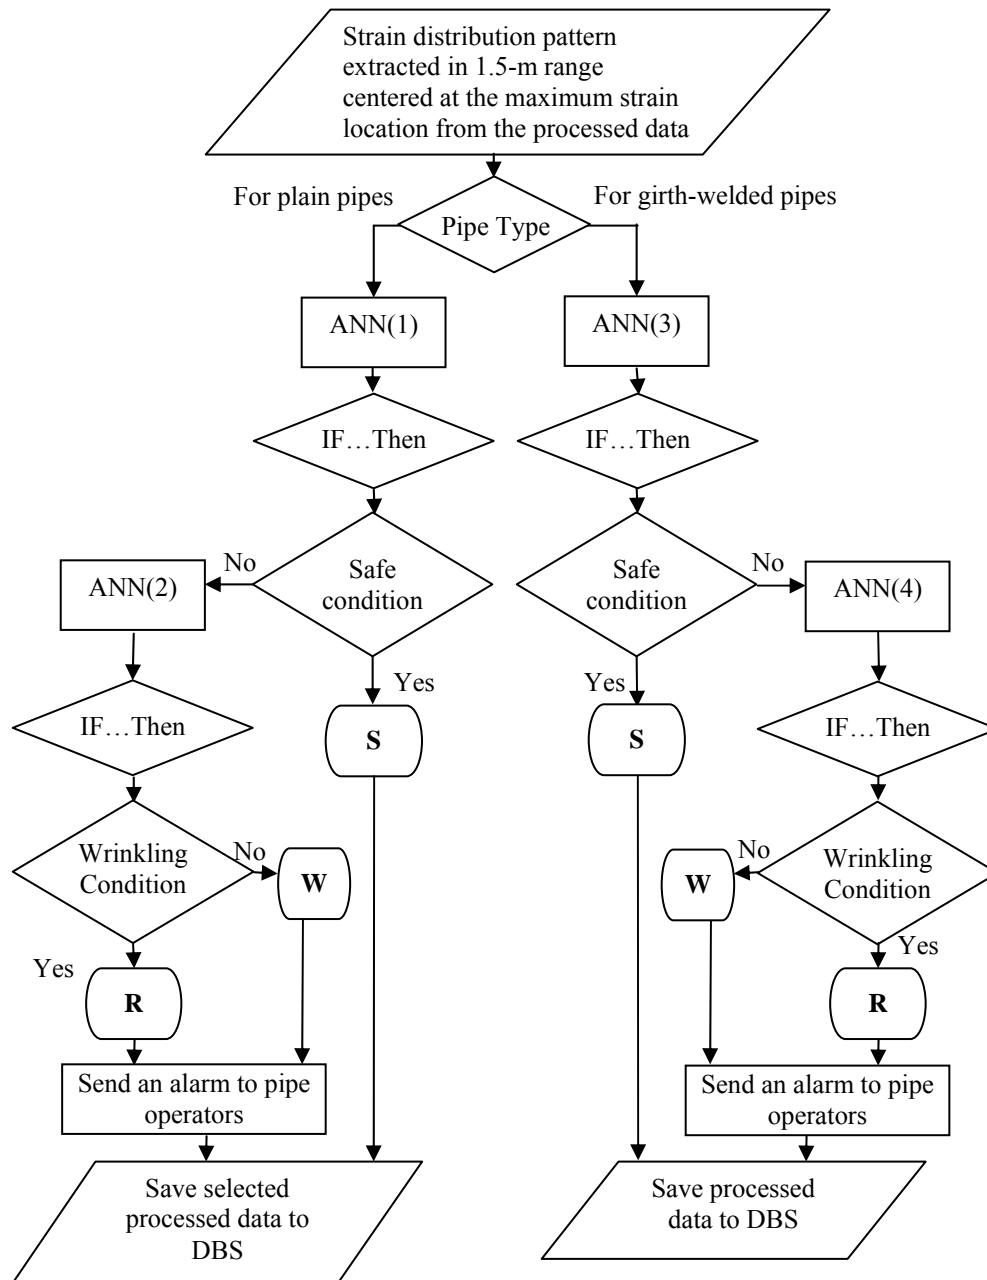 Strain distribution pattern
extracted in 1.5-m range
centered at the maximum strain
location from the processed data
For plain pipes
For girth-welded pipes
Pipe Type
ANN(1)
ANN(3)
IF…Then
IF…Then
No
Safe
condition
Safe
condition
No
ANN(2)
ANN(4)
Yes
Yes
IF…Then
S
S
IF…Then
Wrinkling
Condition
No
W
W
No
Wrinkling
Condition
Yes
R
Yes
R
Send an alarm to pipe
operators
Send an alarm to pipe
operators
Save selected
processed data to
DBS
Save processed
data to DBS